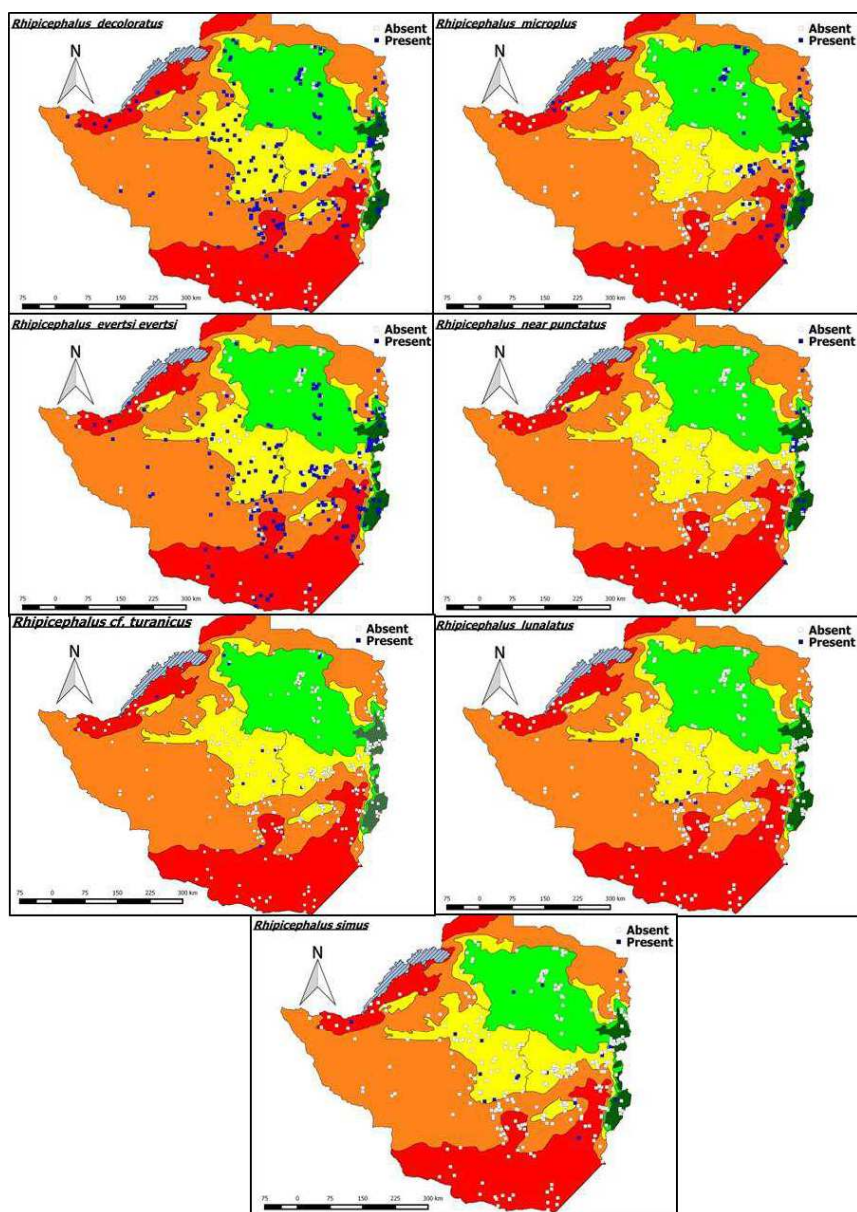 Rhipicephalus decoloratus
Absent
Present
N
75 0 75 150 225 300 km
Rhipicephalus microplus
Absent
Present
N
75 0 75 150 225 300 km
Rhipicephalus evertsi evertsi
Absent
Present
N
75 0 75 150 225 300 km
Rhipicephalus near punctatus
Absent
Present
N
75 0 75 150 225 300 km
Rhipicephalus cf. turanicus
Absent
Present
N
75 0 75 150 225 300 km
Rhipicephalus lunalatus
Absent
Present
N
75 0 75 150 225 300 km
Rhipicephalus simus
Absent
Present
N
75 0 75 150 225 300 km